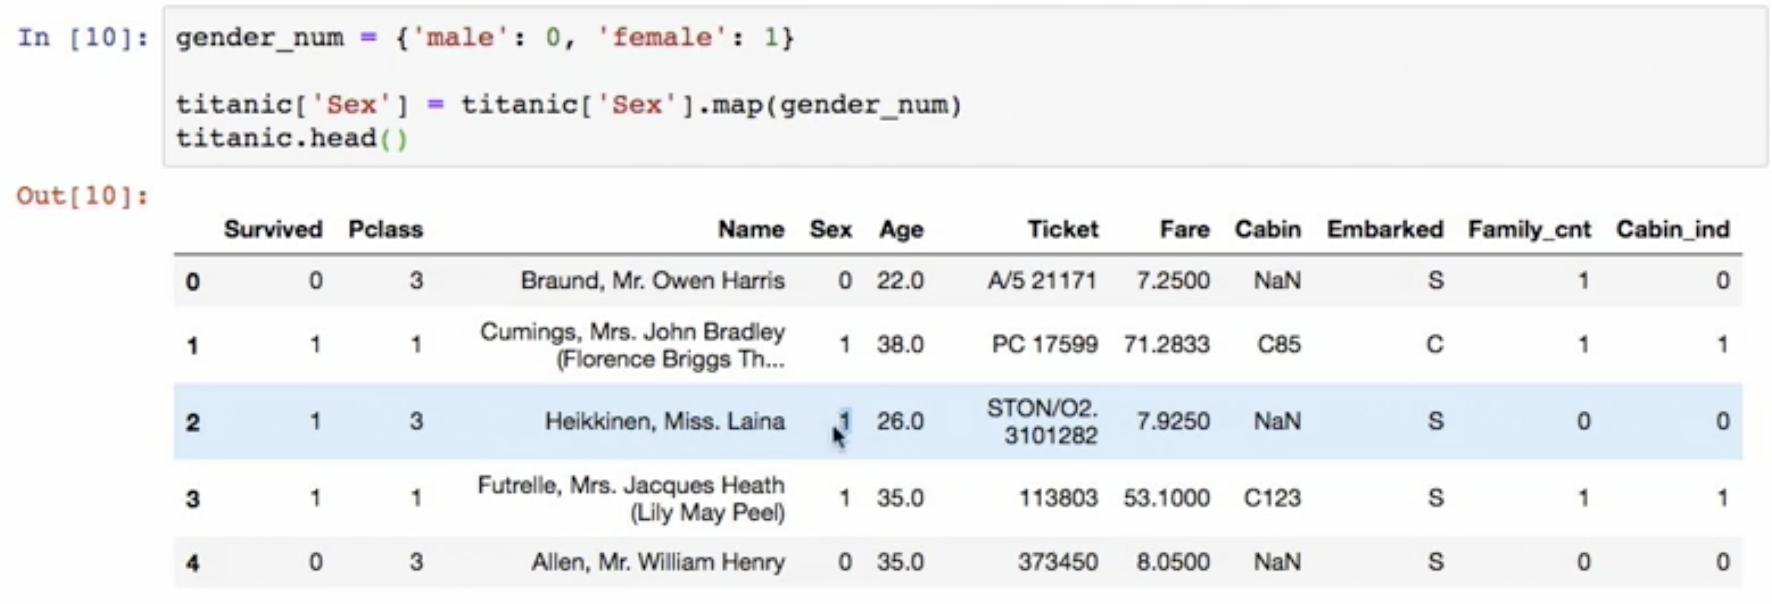 In [10]: gender_num = {'male': 0, 'female': 1}
titanic['Sex'] = titanic['Sex'].map(gender_num)
titanic.head()
Out[10]:
Survived Pclass Name Sex Age Ticket Fare Cabin Embarked Family_cnt Cabin_ind
0 0 3 Braund, Mr. Owen Harris 0 22.0 A/5 21171 7.2500 NaN S 1 0
1 1 1 Cumings, Mrs. John Bradley (Florence Briggs Th... 1 38.0 PC 17599 71.2833 C85 C 1 1
2 1 3 Heikkinen, Miss. Laina 1 26.0 STON/O2. 3101282 7.9250 NaN S 0 0
3 1 1 Futrelle, Mrs. Jacques Heath (Lily May Peel) 1 35.0 113803 53.1000 C123 S 1 1
4 0 3 Allen, Mr. William Henry 0 35.0 373450 8.0500 NaN S 0 0